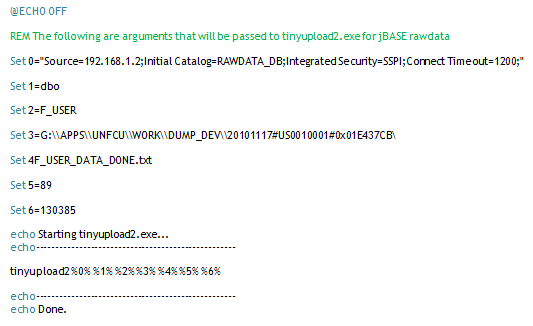 @ECHO OFF
REM The following are arguments that will be passed to tinyupload2.exe for jBASE rawdata
Set 0="Source=192.168.1.2;Initial Catalog=RAWDATA_DB;Integrated Security=SSPI;Connect Timeout=1200;"
Set 1=dbo
Set 2=F_USER
Set 3=G:\\APPS\\UNFCU\\WORK\\DUMP_DEV\\20101117#US0010001#0x01E437CB\
Set 4F_USER_DATA_DONE.txt
Set 5=89
Set 6=130385
echo Starting tinyupload2.exe...
echo----------------------------------------------------
tinyupload2%0% %1% %2%%3% %4%%5% %6%
echo----------------------------------------------------
echo Done.